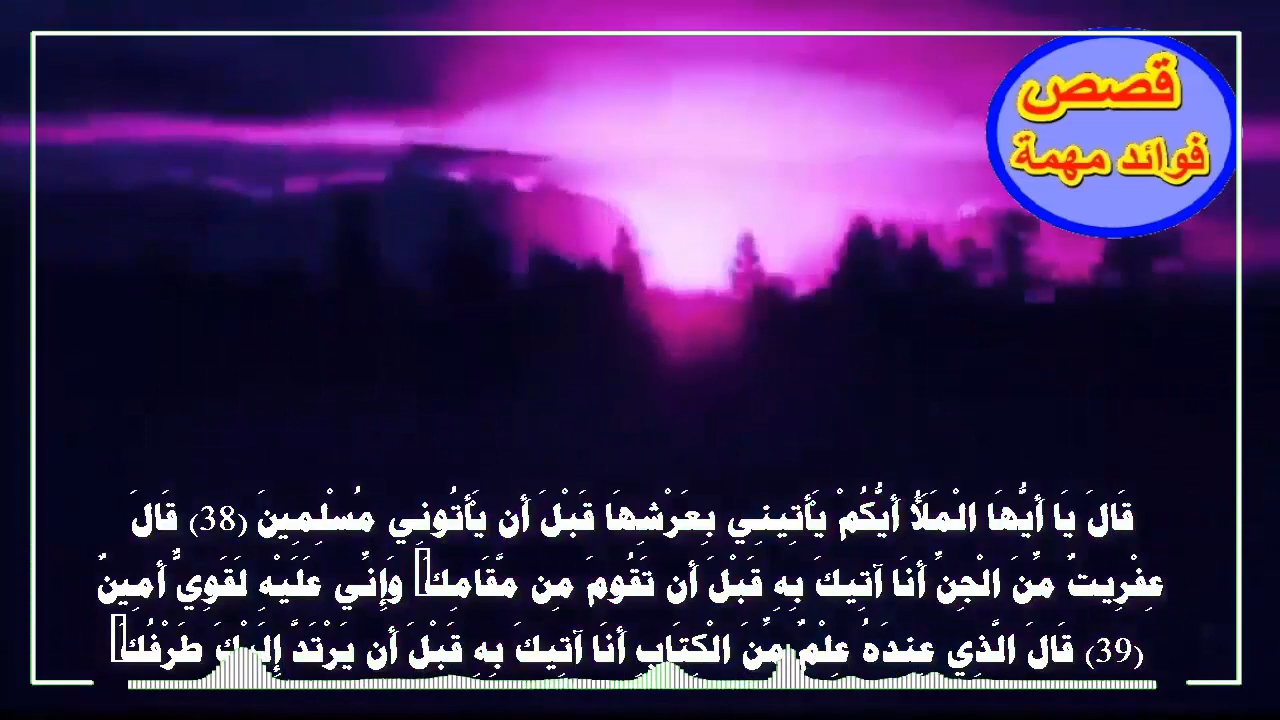 قصص
فوائد مهمة
قَالَ يَا أَيُّهَا الْمَلَأُ أَيُّكُمْ يَأْتِينِي بِعَرْشِهَا قَبْلَ أَن يَأْتُونِي مُسْلِمِينَ (38) قَالَ
عِفْرِيتٌ مِّنَ الْجِنِّ أَنَا آتِيكَ بِهِ قَبْلَ أَن تَقُومَ مِن مَّقَامِكَ وَإِنِّي عَلَيْهِ لَقَوِيٌّ أَمِينٌ
(39) قَالَ الَّذِي عِندَهُ عِلْمٌ مِّنَ الْكِتَابِ أَنَا آتِيكَ بِهِ قَبْلَ أَن يَرْتَدَّ إِلَيْكَ طَرْفُكَ